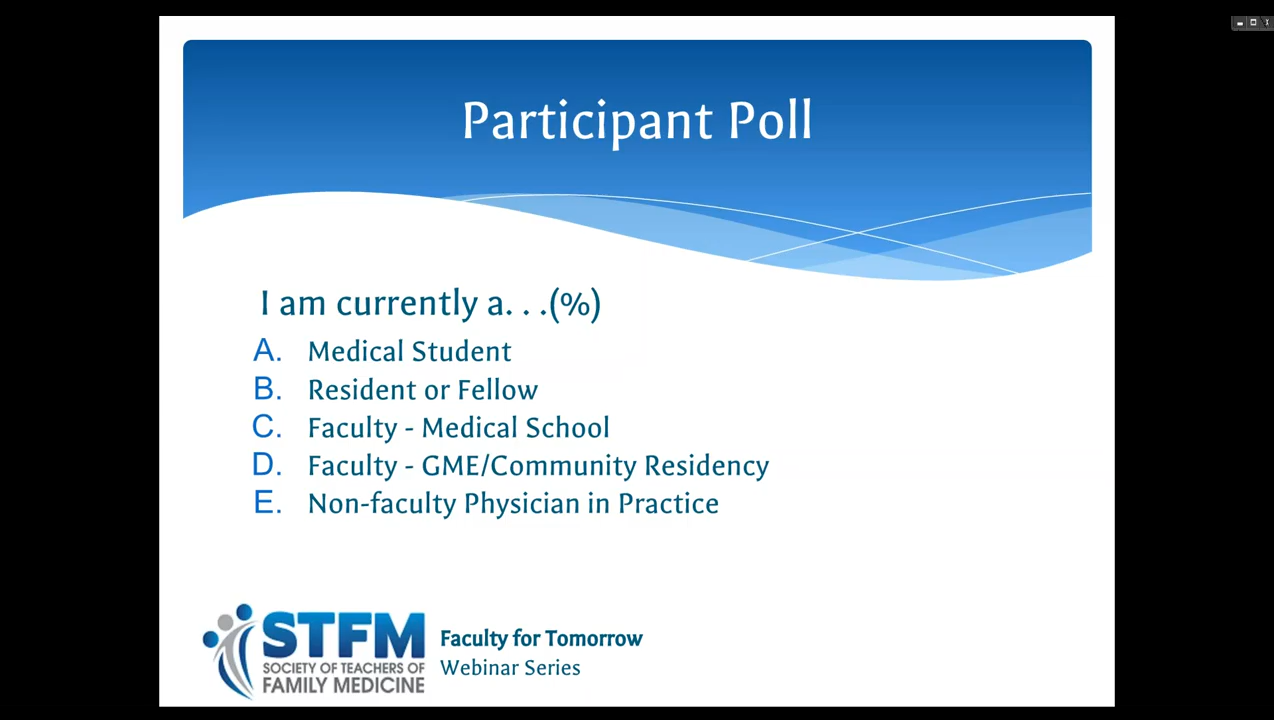 Participant Poll
I am currently a. . .(%)
A. Medical Student
B. Resident or Fellow
C. Faculty - Medical School
D. Faculty - GME/Community Residency
E. Non-faculty Physician in Practice
STFM
SOCIETY OF TEACHERS OF
FAMILY MEDICINE
Faculty for Tomorrow
Webinar Series